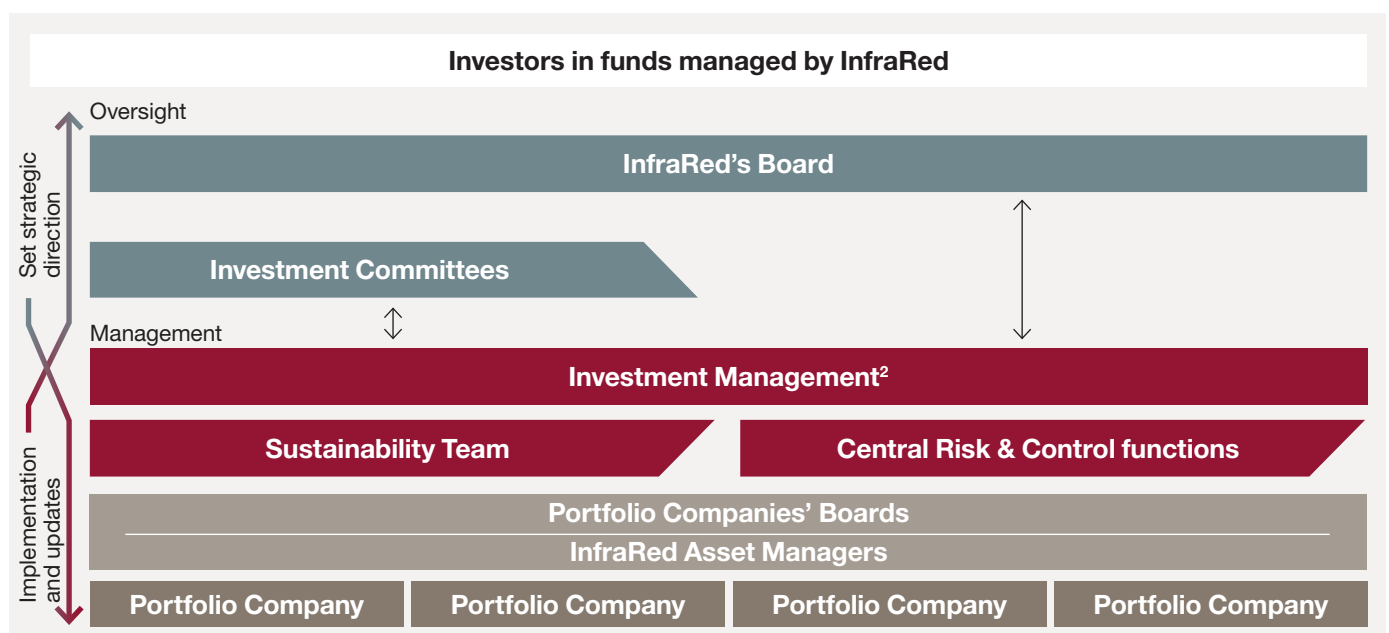 Investors in funds managed by InfraRed
Oversight
InfraRed’s Board
Set strategic
direction
Investment Committees
Management
Investment Management²
Sustainability Team
Central Risk & Control functions
Implementation
and updates
Portfolio Companies’ Boards
InfraRed Asset Managers
Portfolio Company
Portfolio Company
Portfolio Company
Portfolio Company